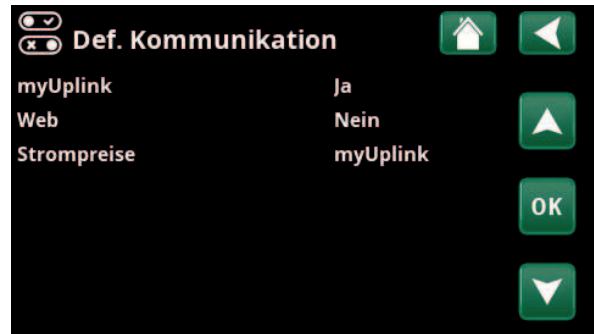 Def. Kommunikation
myUplink Ja
Web Nein
Strompreise myUplink
OK